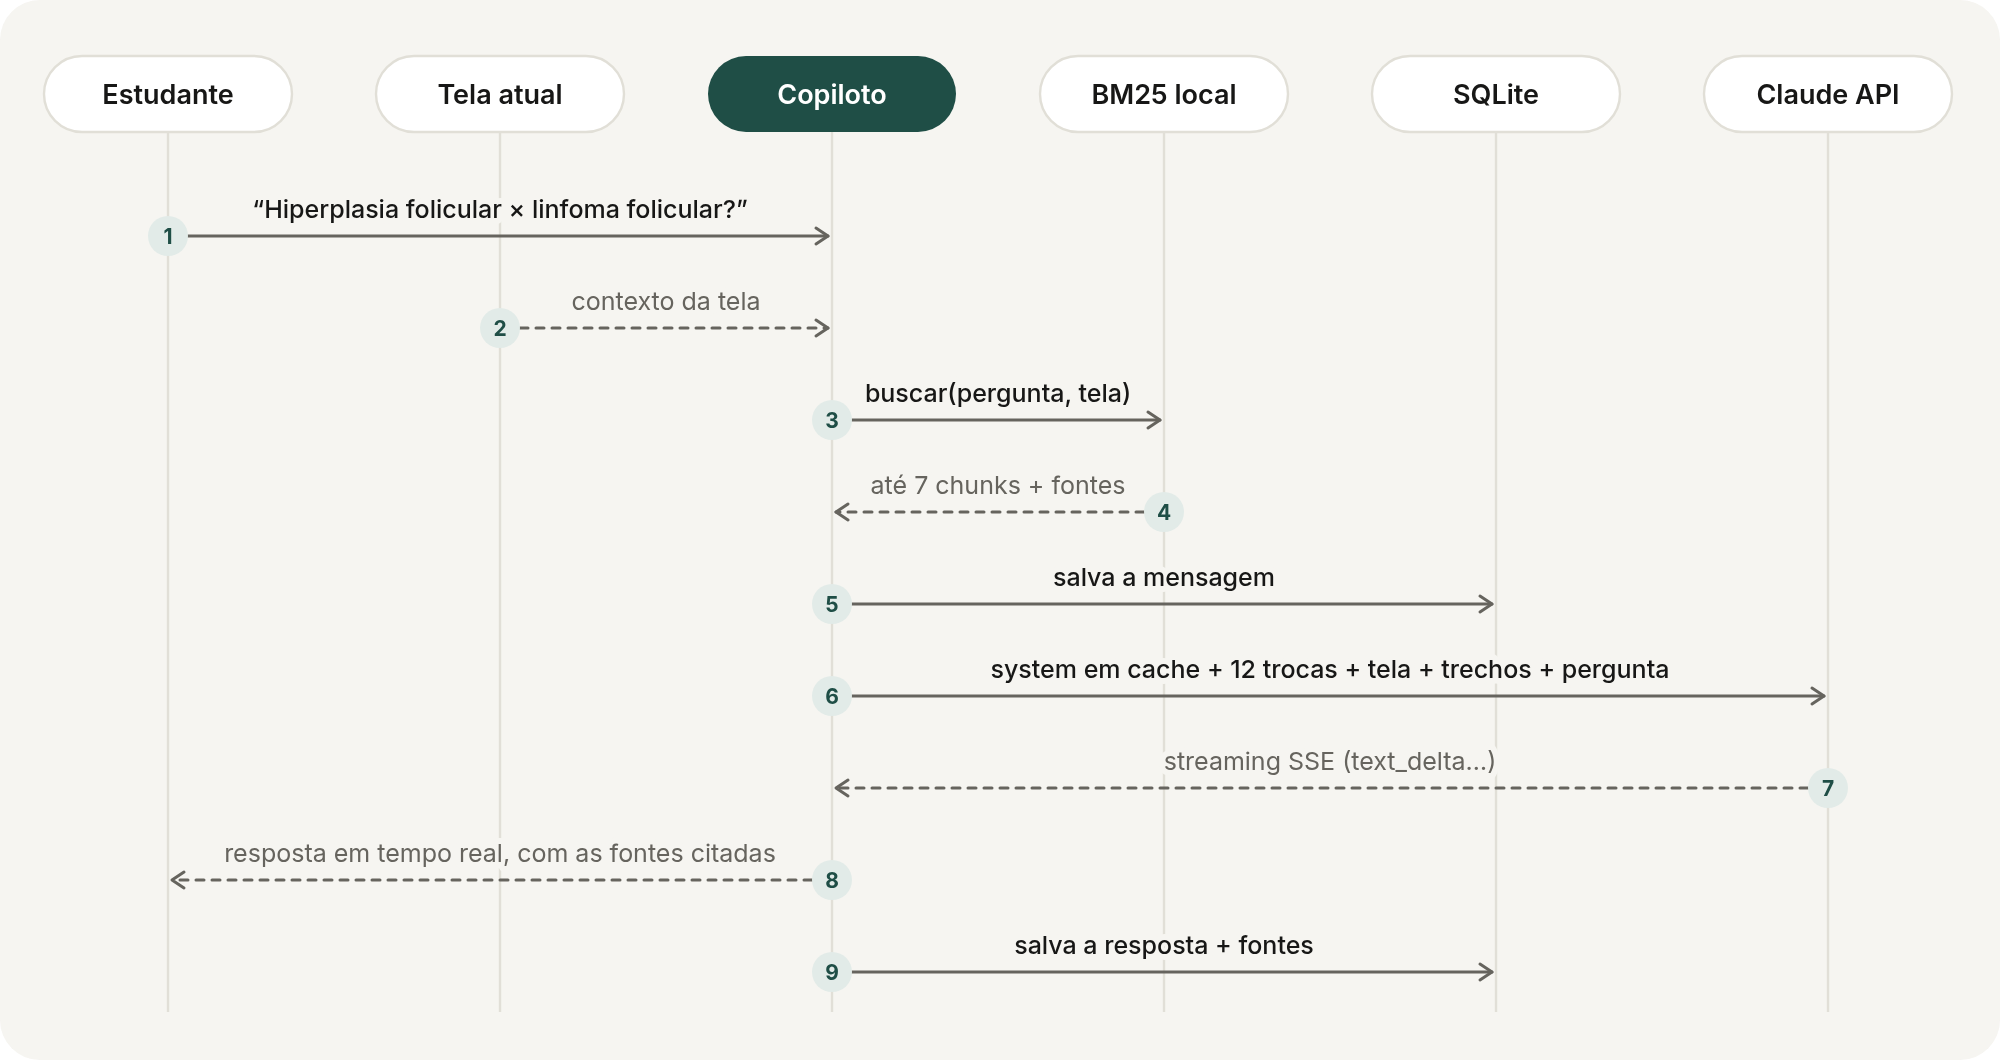 Estudante
Tela atual
Copiloto
BM25 local
SQLite
Claude API
“Hiperplasia folicular × linfoma folicular?”
1
contexto da tela
2
buscar(pergunta, tela)
3
até 7 chunks + fontes
4
salva a mensagem
5
system em cache + 12 trocas + tela + trechos + pergunta
6
streaming SSE (text_delta...)
7
resposta em tempo real, com as fontes citadas
8
salva a resposta + fontes
9